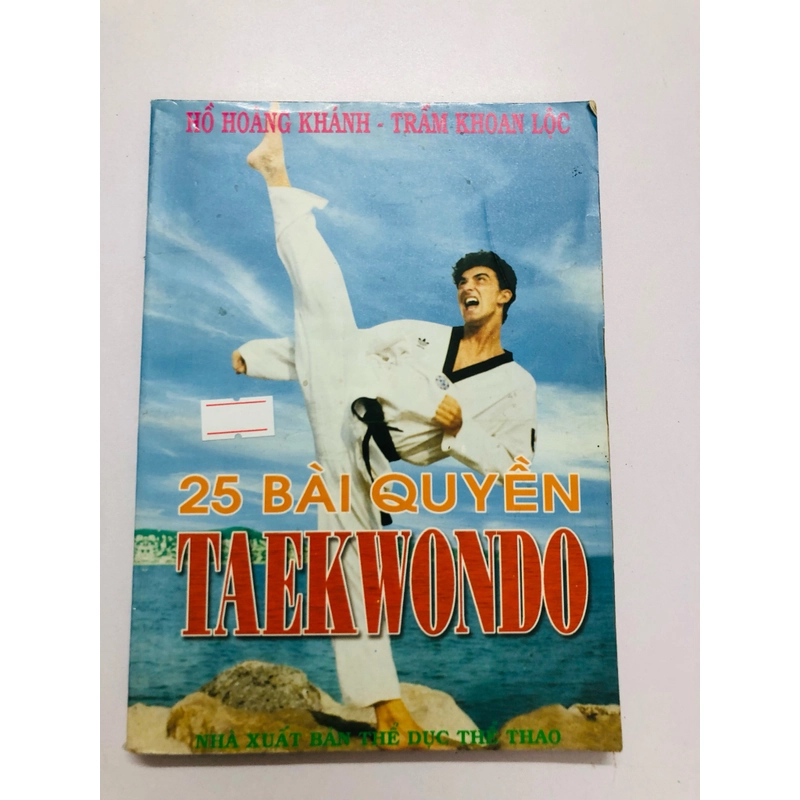 HỒ HOÀNG KHÁNH - TRẦM KHOAN LỘC
25 BÀI QUYỀN
TAEKWONDO
NHÀ XUẤT BẢN THỂ DỤC THỂ THAO